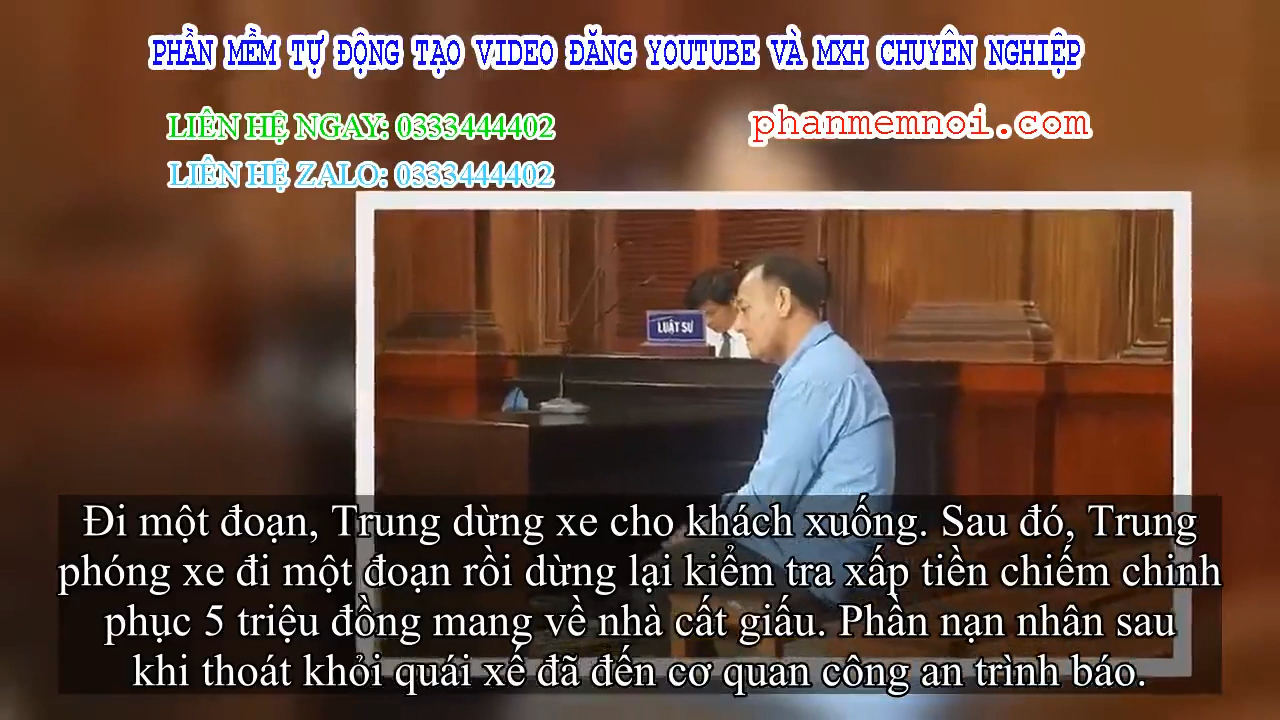 PHẦN MỀM TỰ ĐỘNG TẠO VIDEO ĐĂNG YOUTUBE VÀ MXH CHUYÊN NGHIỆP
LIÊN HỆ NGAY: 0333444402
phanmemnoi.com
LIÊN HỆ ZALO: 0333444402
LUẬT SƯ
Đi một đoạn, Trung dừng xe cho khách xuống. Sau đó, Trung
phóng xe đi một đoạn rồi dừng lại kiểm tra xấp tiền chiếm chinh
phục 5 triệu đồng mang về nhà cất giấu. Phần nạn nhân sau
khi thoát khỏi quái xế đã đến cơ quan công an trình báo.